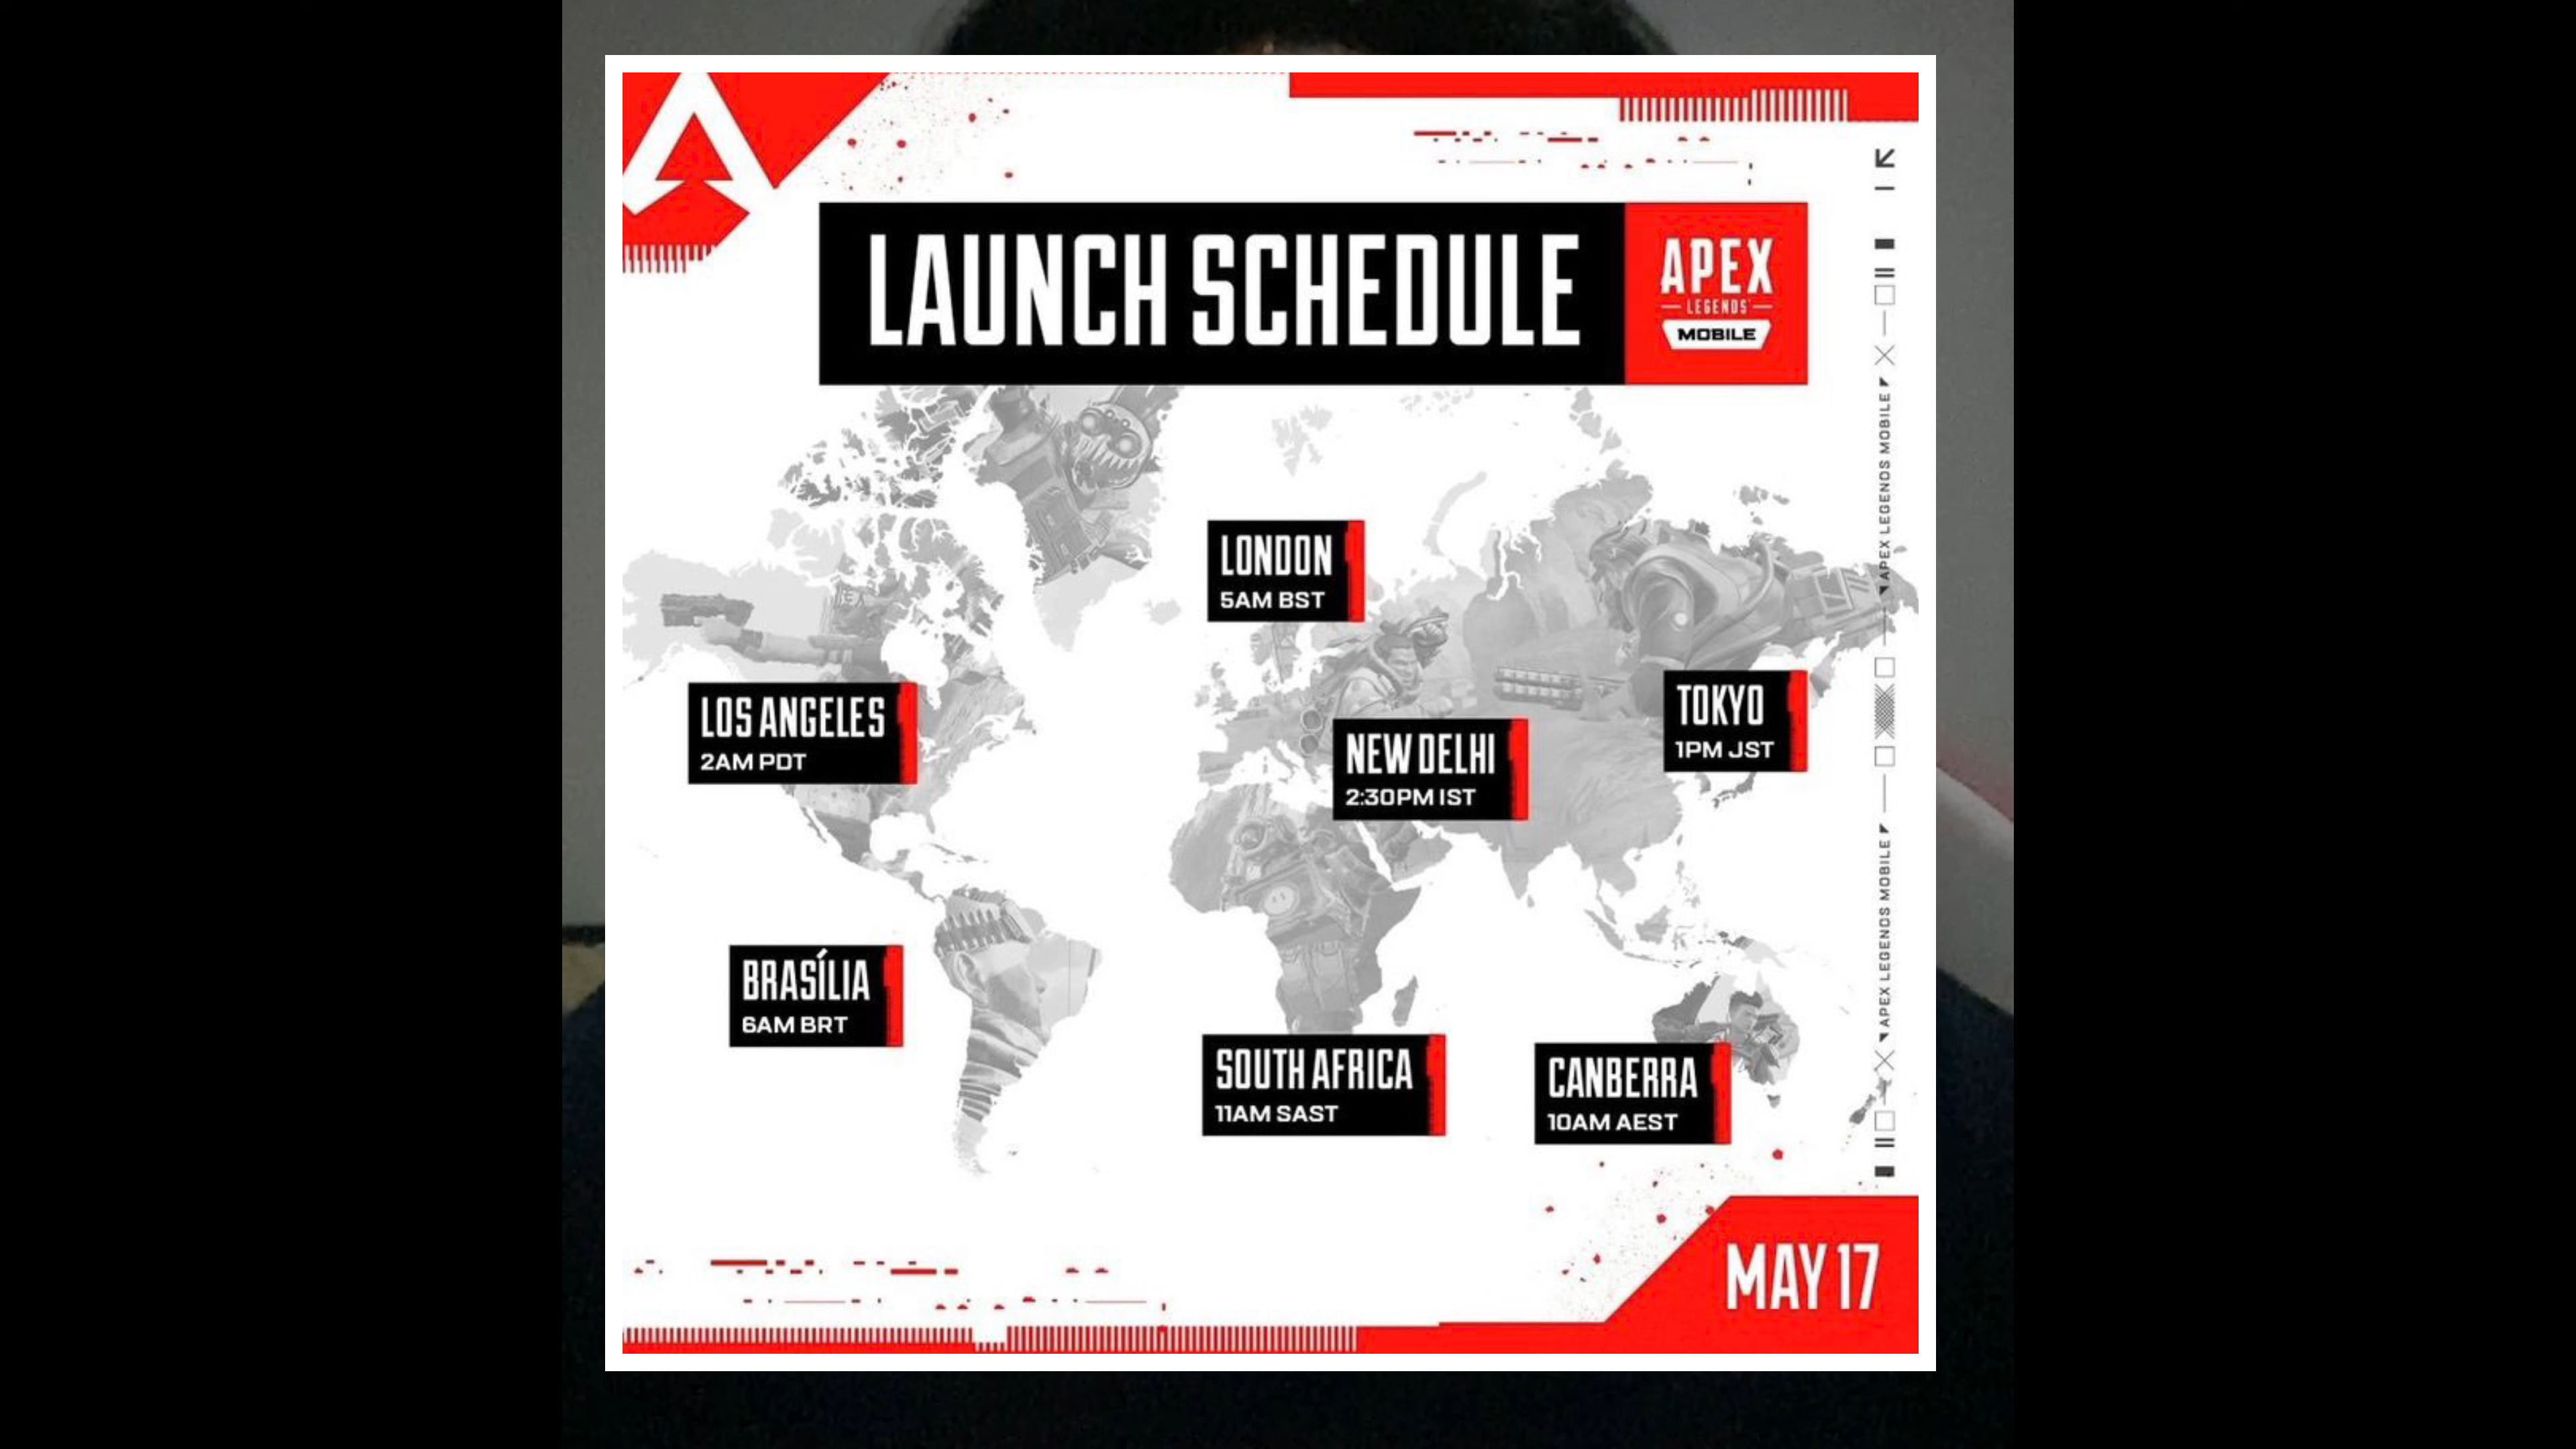 LAUNCH SCHEDULE
APEX
LEGENDS
MOBILE
LONDON
5AM BST
LOS ANGELES
2AM PDT
TOKYO
1PM JST
NEW DELHI
2:30PM IST
BRASÍLIA
6AM BRT
SOUTH AFRICA
11AM SAST
CANBERRA
10AM AEST
APEX LEGENDS MOBILE
APEX LEGENDS MOBILE
MAY 17